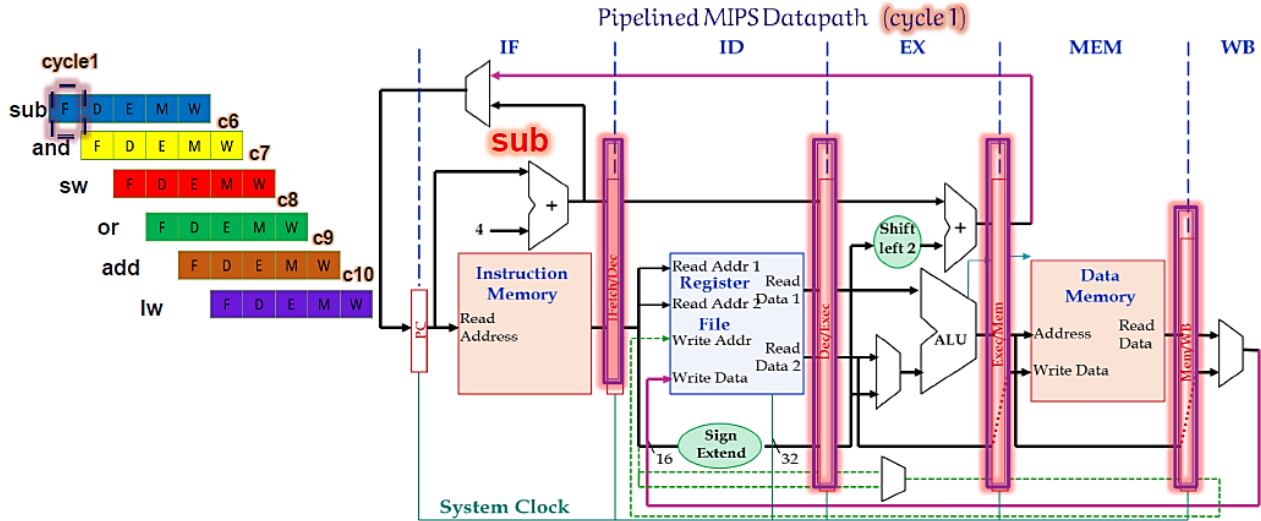 Pipelined MIPS Datapath (cycle 1)
IF ID EX MEM WB
cycle1
sub F D E M W
c6
and F D E M W
c7
sw F D E M W
c8
or F D E M W
c9
add F D E M W
c10
lw F D E M W
sub
+
4
Instruction
Memory
Read
Address
PC
IFetch/Dec
Read Addr 1
Register
Read Addr 2
File
Write Addr
Write Data
Read
Data 1
Read
Data 2
Sign
Extend
16
32
Dec/Exec
Shift
left 2
+
ALU
Exec/Mem
Data
Memory
Address
Read
Data
Write Data
Mem/WB
System Clock